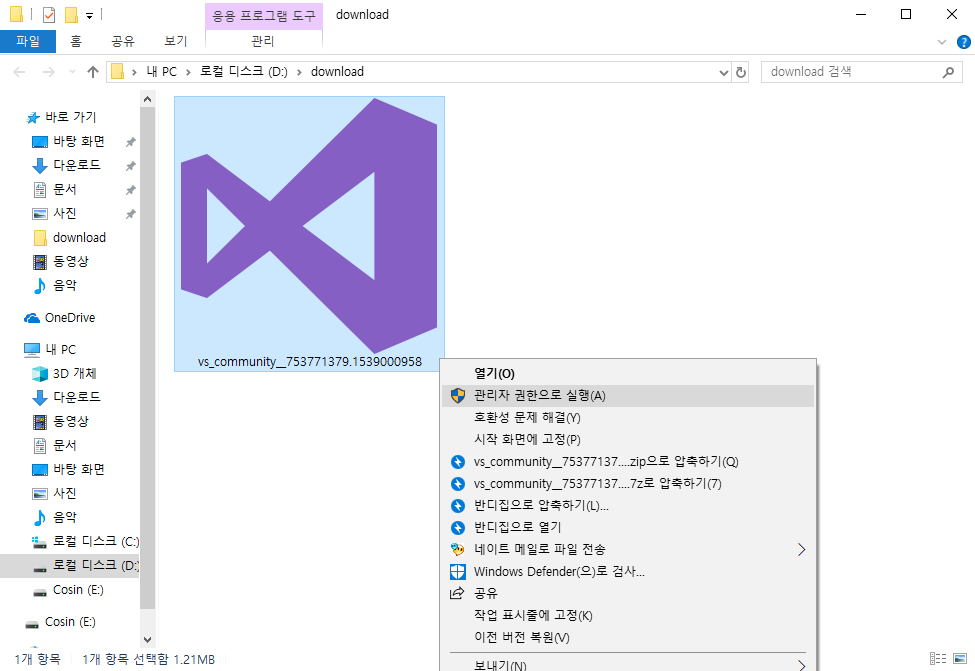 응용 프로그램 도구
download
파일
홈
공유
보기
관리
내 PC
로컬 디스크 (D:)
download
download 검색
바로 가기
바탕 화면
다운로드
문서
사진
download
동영상
음악
OneDrive
내 PC
3D 개체
다운로드
동영상
문서
바탕 화면
사진
음악
로컬 디스크 (C:)
로컬 디스크 (D:)
Cosin (E:)
Cosin (E:)
vs_community__753771379.1539000958
열기(O)
관리자 권한으로 실행(A)
호환성 문제 해결(Y)
시작 화면에 고정(P)
vs_community__75377137....zip으로 압축하기(Q)
vs_community__75377137....7z로 압축하기(7)
반디집으로 압축하기(L)...
반디집으로 열기
네이트 메일로 파일 전송
Windows Defender(으)로 검사...
공유
작업 표시줄에 고정(K)
이전 버전 복원(V)
보내기(N)
1개 항목
1개 항목 선택함 1.21MB